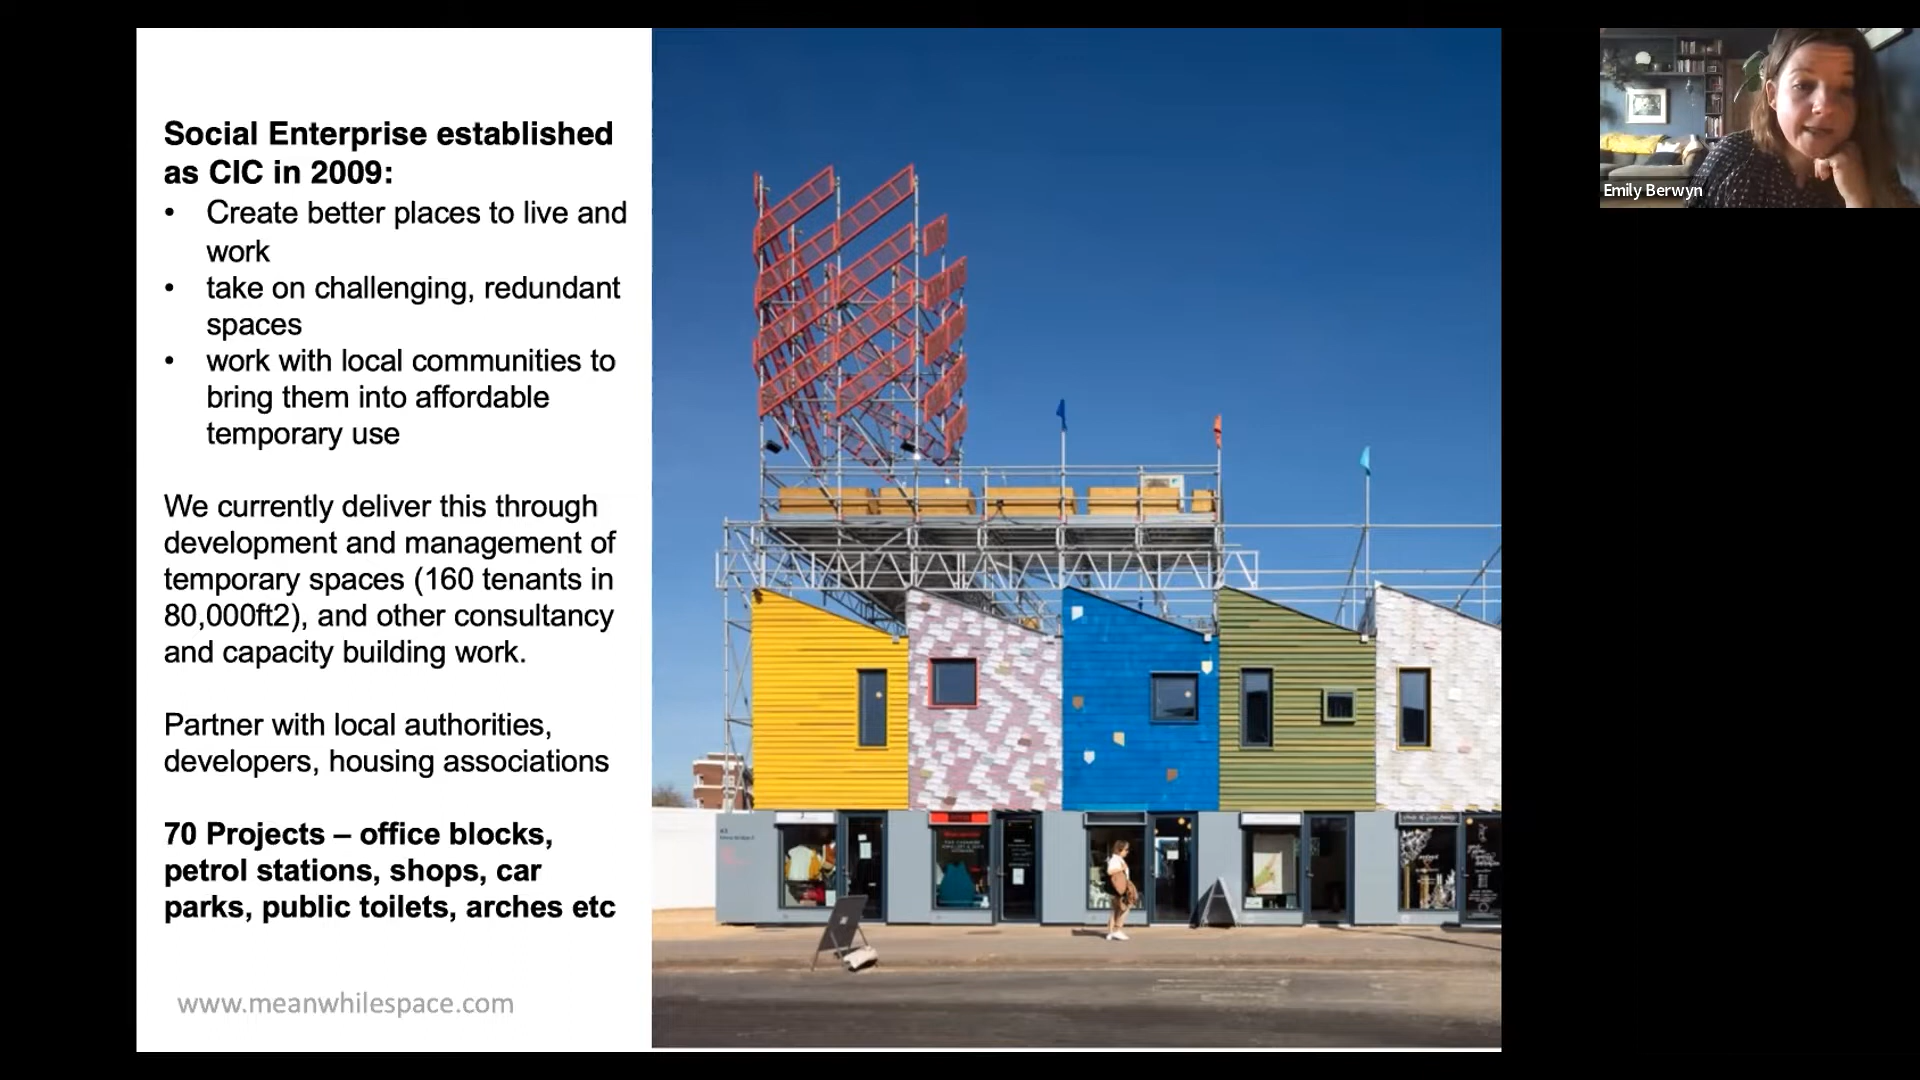 Social Enterprise established
as CIC in 2009:
• Create better places to live and
work
• take on challenging, redundant
spaces
• work with local communities to
bring them into affordable
temporary use
We currently deliver this through
development and management of
temporary spaces (160 tenants in
80,000ft2), and other consultancy
and capacity building work.
Partner with local authorities,
developers, housing associations
70 Projects – office blocks,
petrol stations, shops, car
parks, public toilets, arches etc
www.meanwhilespace.com
Emily Berwyn